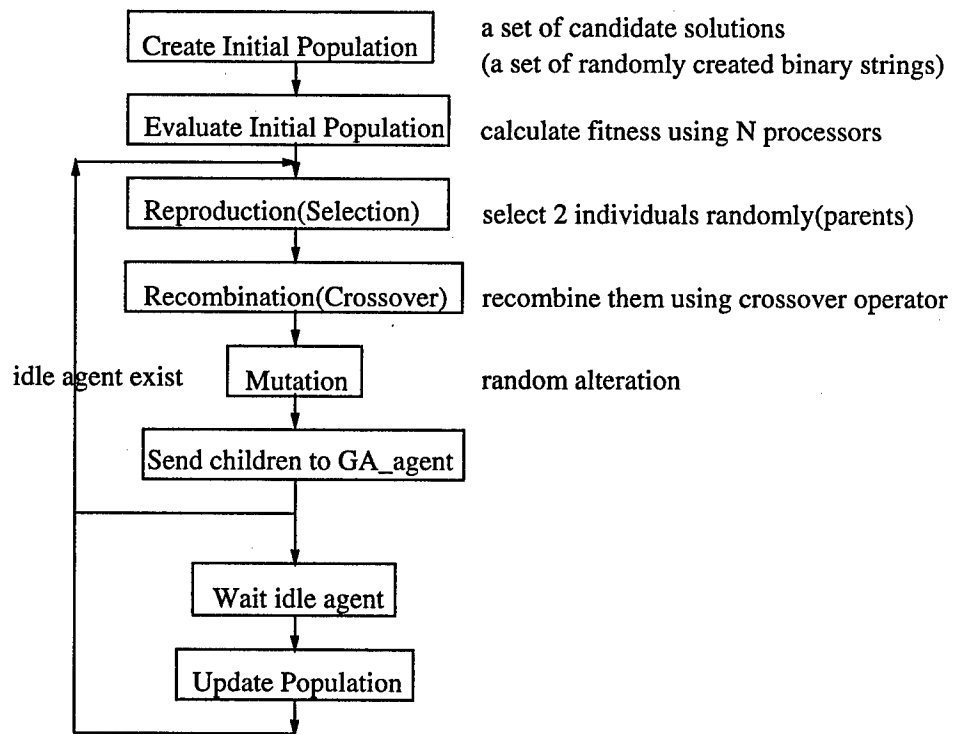 Create Initial Population
a set of candidate solutions
(a set of randomly created binary strings)
Evaluate Initial Population
calculate fitness using N processors
Reproduction(Selection)
select 2 individuals randomly(parents)
Recombination(Crossover)
recombine them using crossover operator
idle agent exist
Mutation
random alteration
Send children to GA_agent
Wait idle agent
Update Population